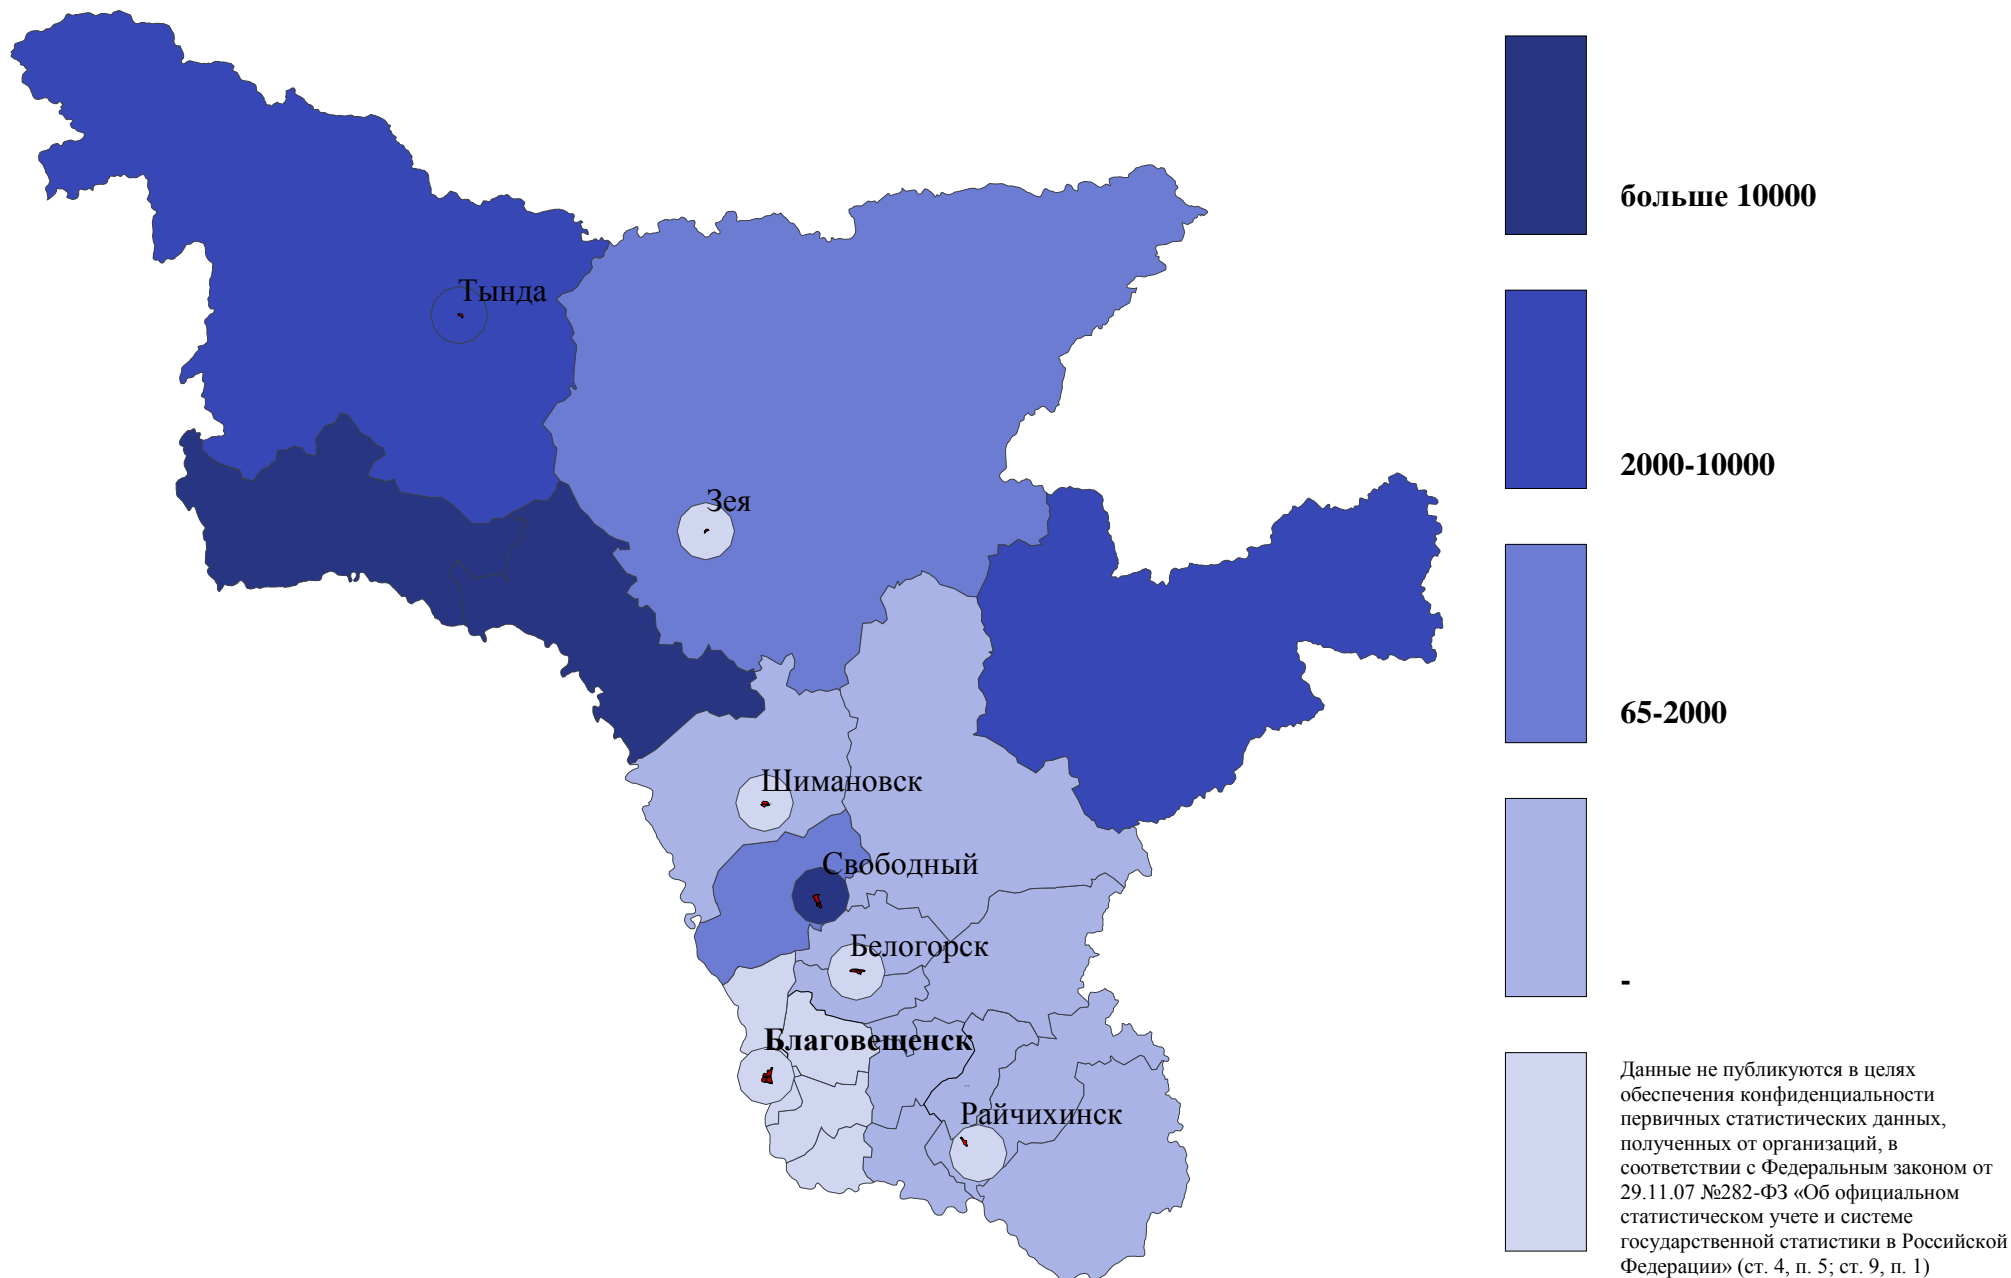 Тында
Зея
Шимановск
Свободный
Белогорск
Благовещенск
Райчихинск
больше 10000
2000-10000
65-2000
-
Данные не публикуются в целях
обеспечения конфиденциальности
первичных статистических данных,
полученных от организаций, в
соответствии с Федеральным законом от
29.11.07 №282-ФЗ «Об официальном
статистическом учете и системе
государственной статистики в Российской
Федерации» (ст. 4, п. 5; ст. 9, п. 1)